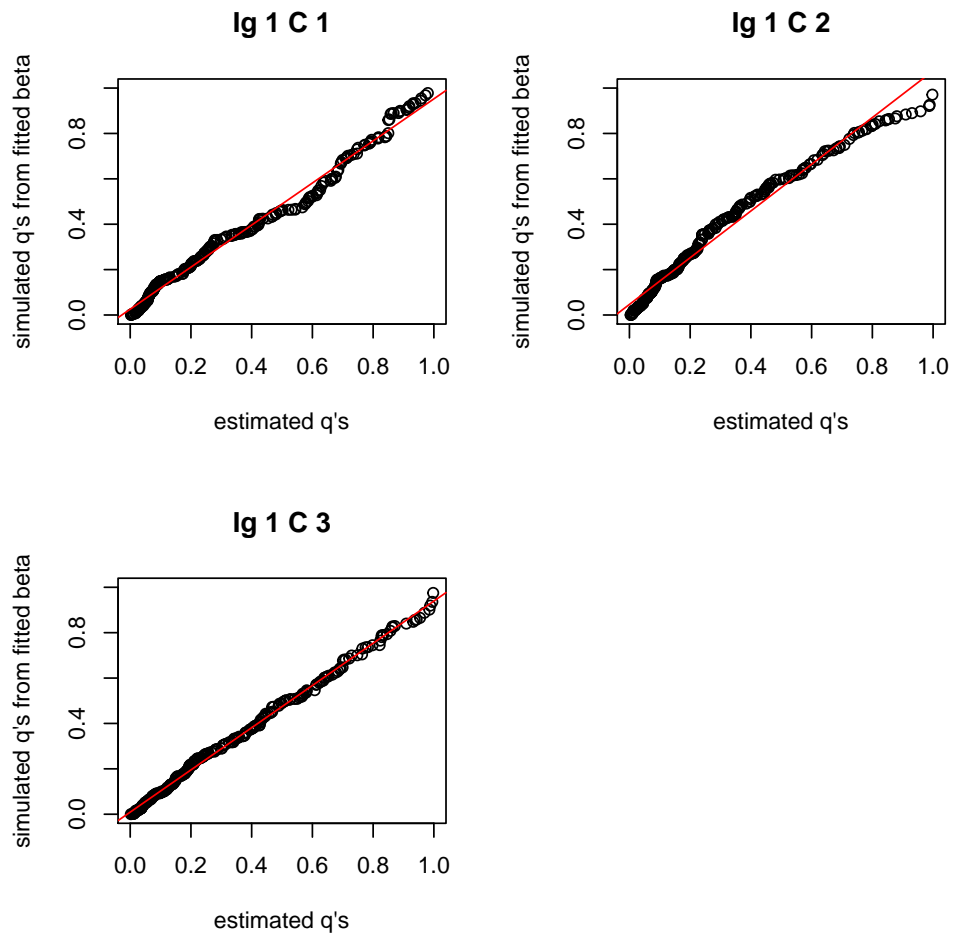 Ig 1 C 1
simulated q's from fitted beta
0.0 0.4 0.8
0.0 0.2 0.4 0.6 0.8 1.0
estimated q's
Ig 1 C 2
simulated q's from fitted beta
0.0 0.4 0.8
0.0 0.2 0.4 0.6 0.8 1.0
estimated q's
Ig 1 C 3
simulated q's from fitted beta
0.0 0.4 0.8
0.0 0.2 0.4 0.6 0.8 1.0
estimated q's